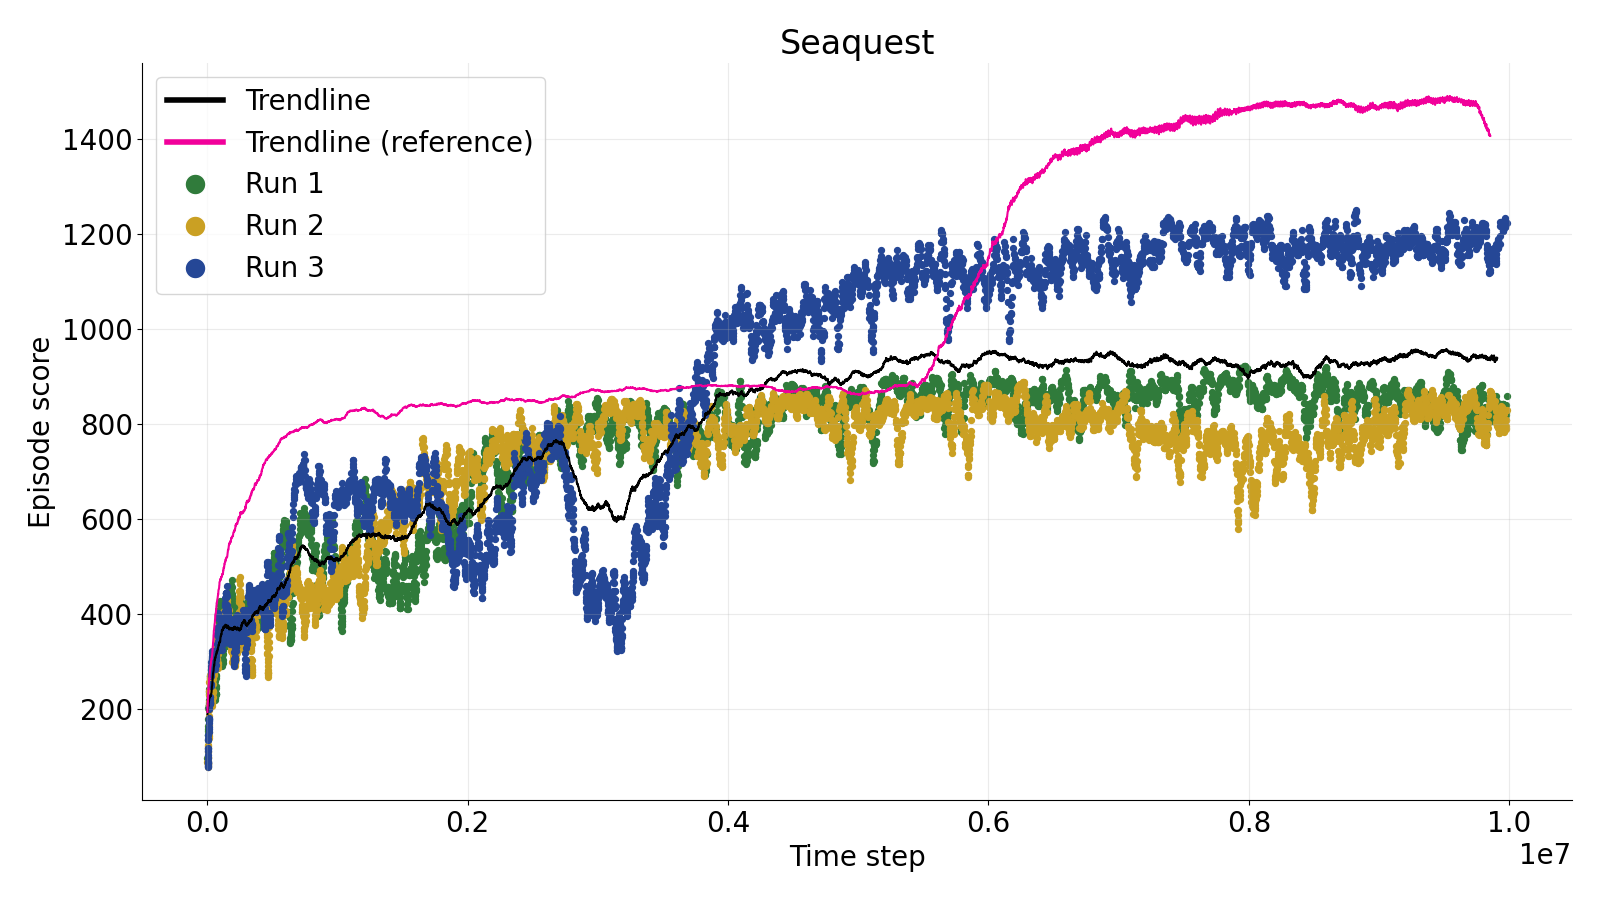 Seaquest
Trendline
Trendline (reference)
Run 1
Run 2
Run 3
Episode score
1400
1200
1000
800
600
400
200
0.0 0.2 0.4 0.6 0.8 1.0
1e7
Time step